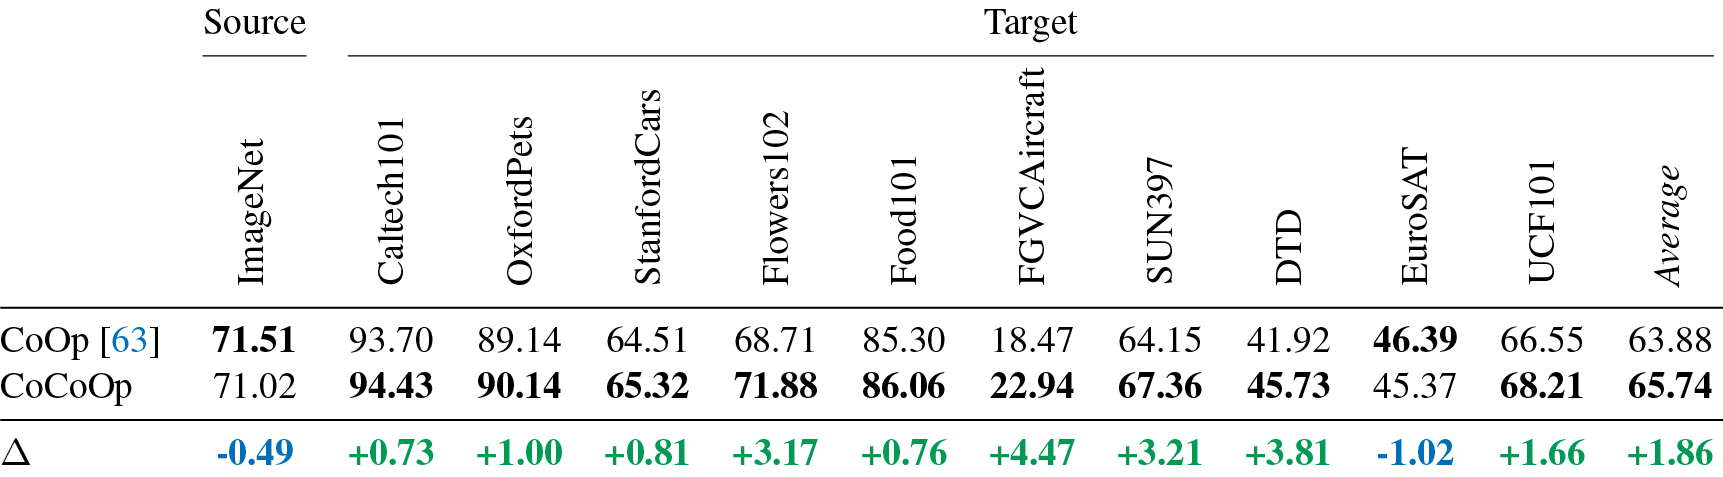 Source Target
ImageNet Caltech101 OxfordPets StanfordCars Flowers102 Food101 FGVCAircraft SUN397 DTD EuroSAT UCF101 Average
CoOp [63] 71.51 93.70 89.14 64.51 68.71 85.30 18.47 64.15 41.92 46.39 66.55 63.88
CoCoOp 71.02 94.43 90.14 65.32 71.88 86.06 22.94 67.36 45.73 45.37 68.21 65.74
Δ -0.49 +0.73 +1.00 +0.81 +3.17 +0.76 +4.47 +3.21 +3.81 -1.02 +1.66 +1.86